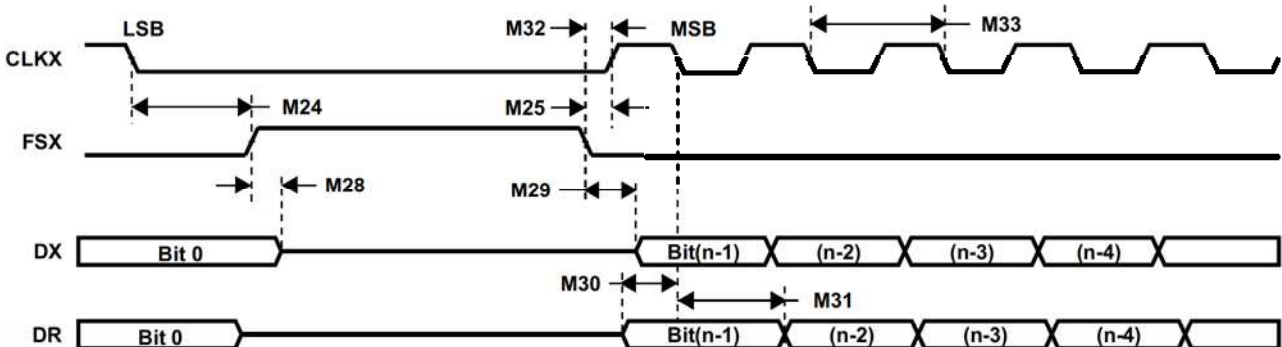 LSB M32 MSB M33
CLKX
M24 M25
FSX
M28 M29
DX Bit 0 Bit(n-1) (n-2) (n-3) (n-4)
M30 M31
DR Bit 0 Bit(n-1) (n-2) (n-3) (n-4)